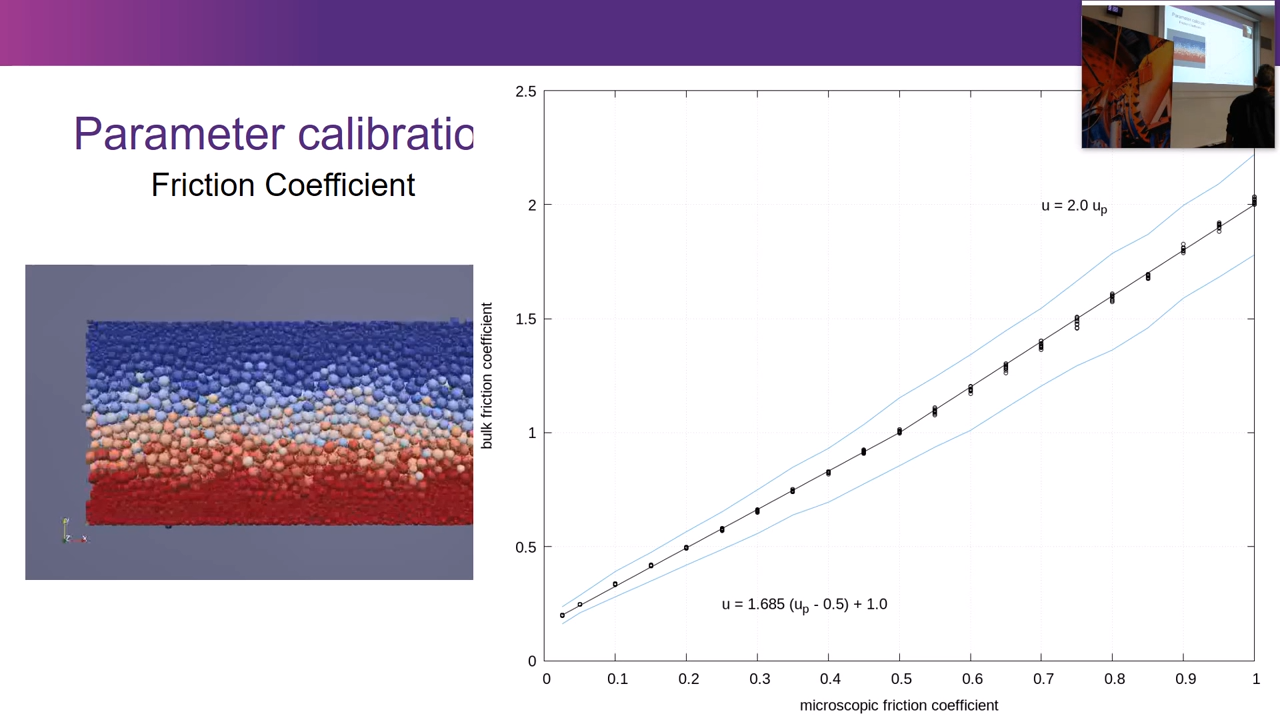 Parameter calibratio
Friction Coefficient
2.5
2
1.5
1
0.5
0
bulk friction coefficient
u = 2.0 uₚ
u = 1.685 (uₚ - 0.5) + 1.0
0 0.1 0.2 0.3 0.4 0.5 0.6 0.7 0.8 0.9 1
microscopic friction coefficient